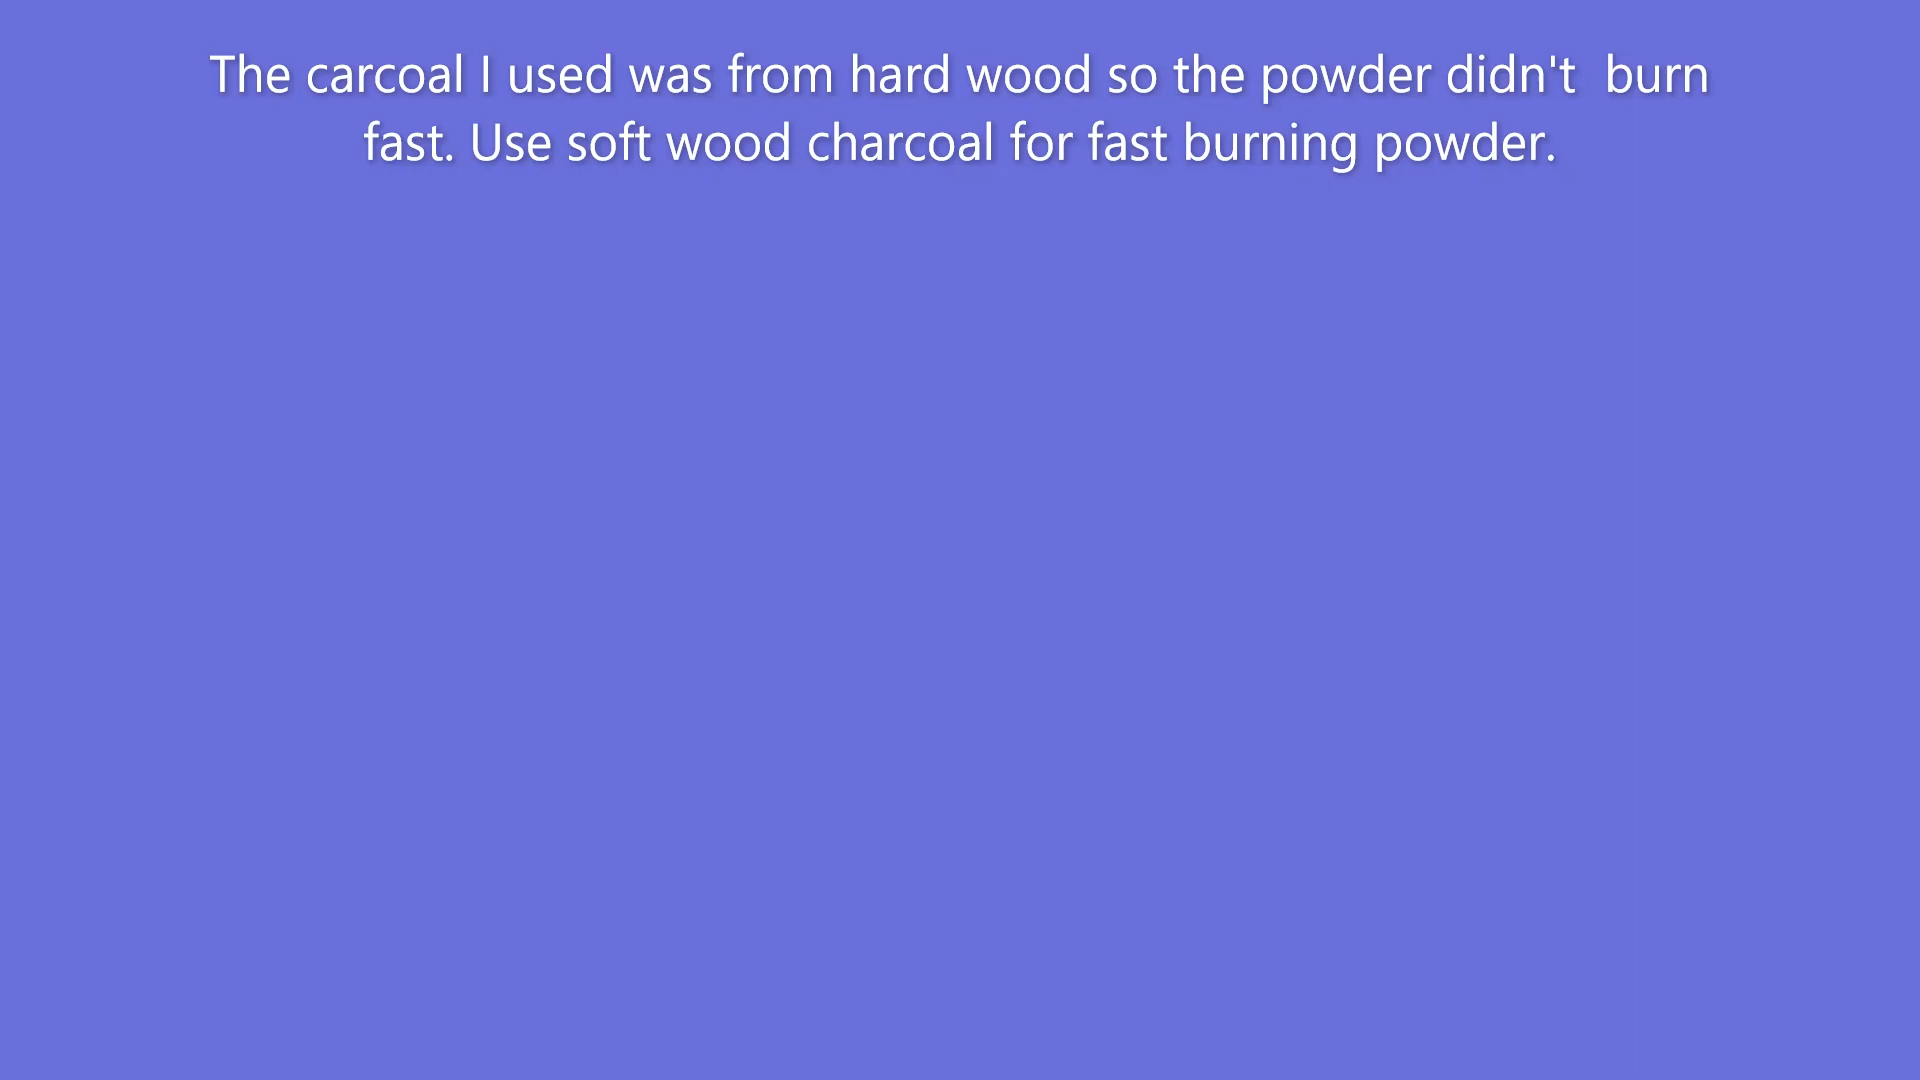 The carcoal I used was from hard wood so the powder didn't  burn
fast. Use soft wood charcoal for fast burning powder.